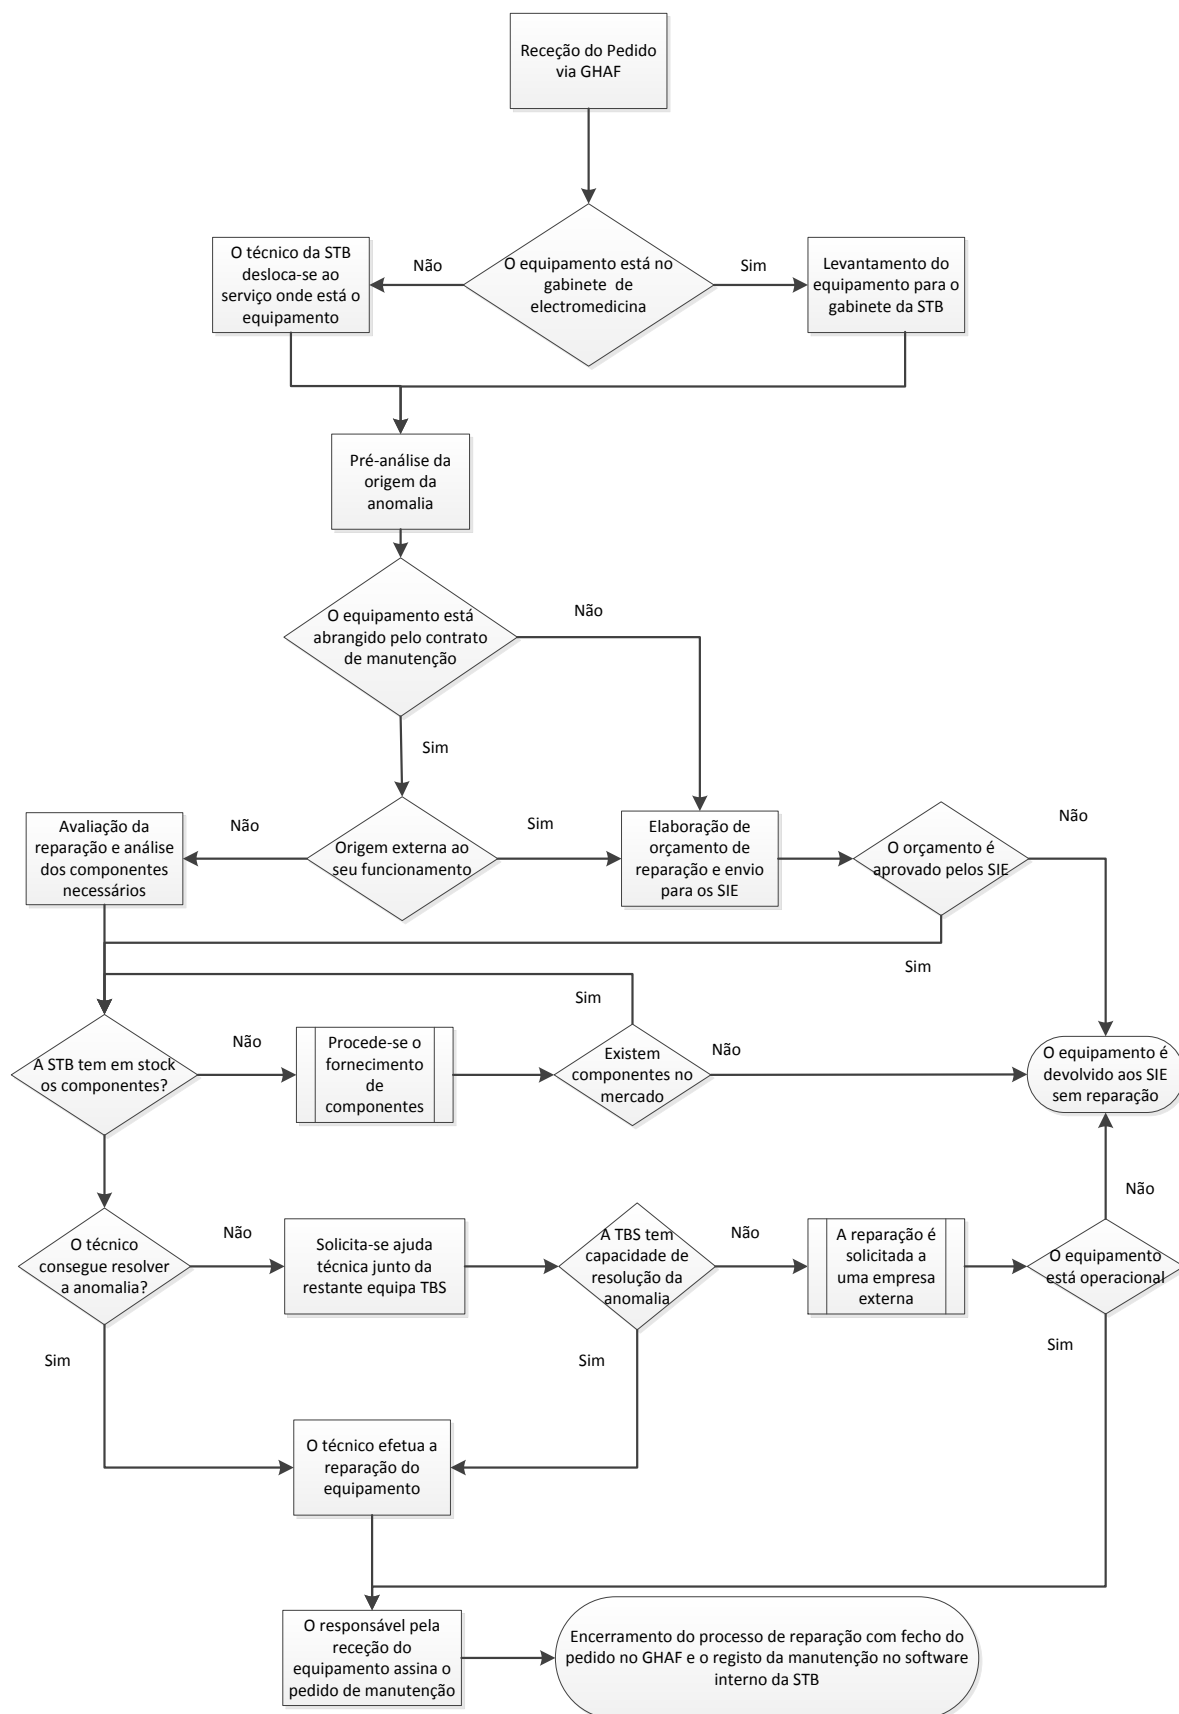 Receção do Pedido
via GHAF
O técnico da STB
desloca-se ao
serviço onde está o
equipamento
Não
O equipamento está no
gabinete de
electromedicina
Sim
Levantamento do
equipamento para o
gabinete da STB
Pré-análise da
origem da
anomalia
O equipamento está
abrangido pelo contrato
de manutenção
Não
Sim
Avaliação da
reparação e análise
dos componentes
necessários
Não
Origem externa ao
seu funcionamento
Sim
Elaboração de
orçamento de
reparação e envio
para os SIE
O orçamento é
aprovado pelos SIE
Não
Sim
Sim
A STB tem em stock
os componentes?
Não
Procede-se o
fornecimento
de
componentes
Existem
componentes no
mercado
Não
O equipamento é
devolvido aos SIE
sem reparação
Não
O técnico
consegue resolver
a anomalia?
Não
Solicita-se ajuda
técnica junto da
restante equipa TBS
A TBS tem
capacidade de
resolução da
anomalia
Não
A reparação é
solicitada a
uma empresa
externa
O equipamento
está operacional
Sim
Sim
Sim
O técnico efetua a
reparação do
equipamento
O responsável pela
receção do
equipamento assina o
pedido de manutenção
Encerramento do processo de reparação com fecho do
pedido no GHAF e o registo da manutenção no software
interno da STB